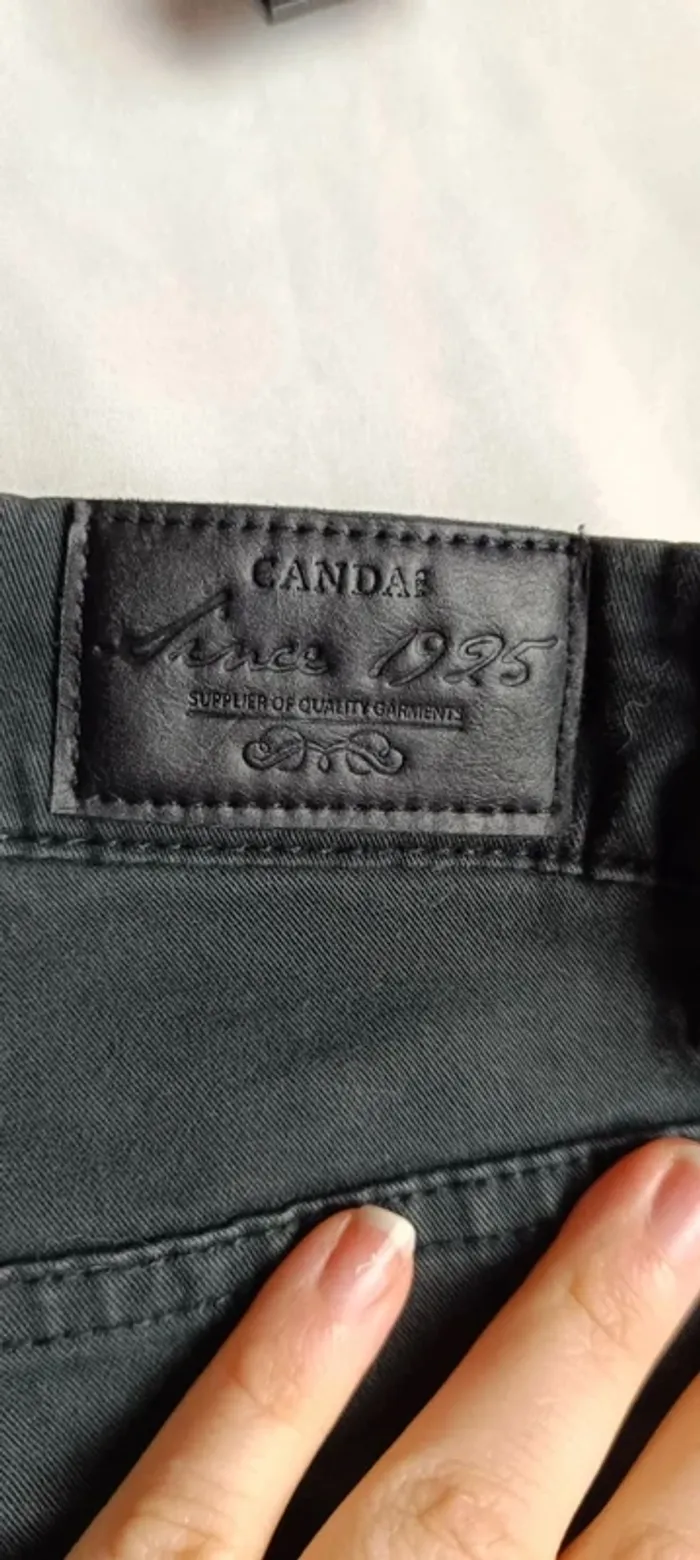 CANDA
Since 1925
SUPPLIER OF QUALITY GARMENTS